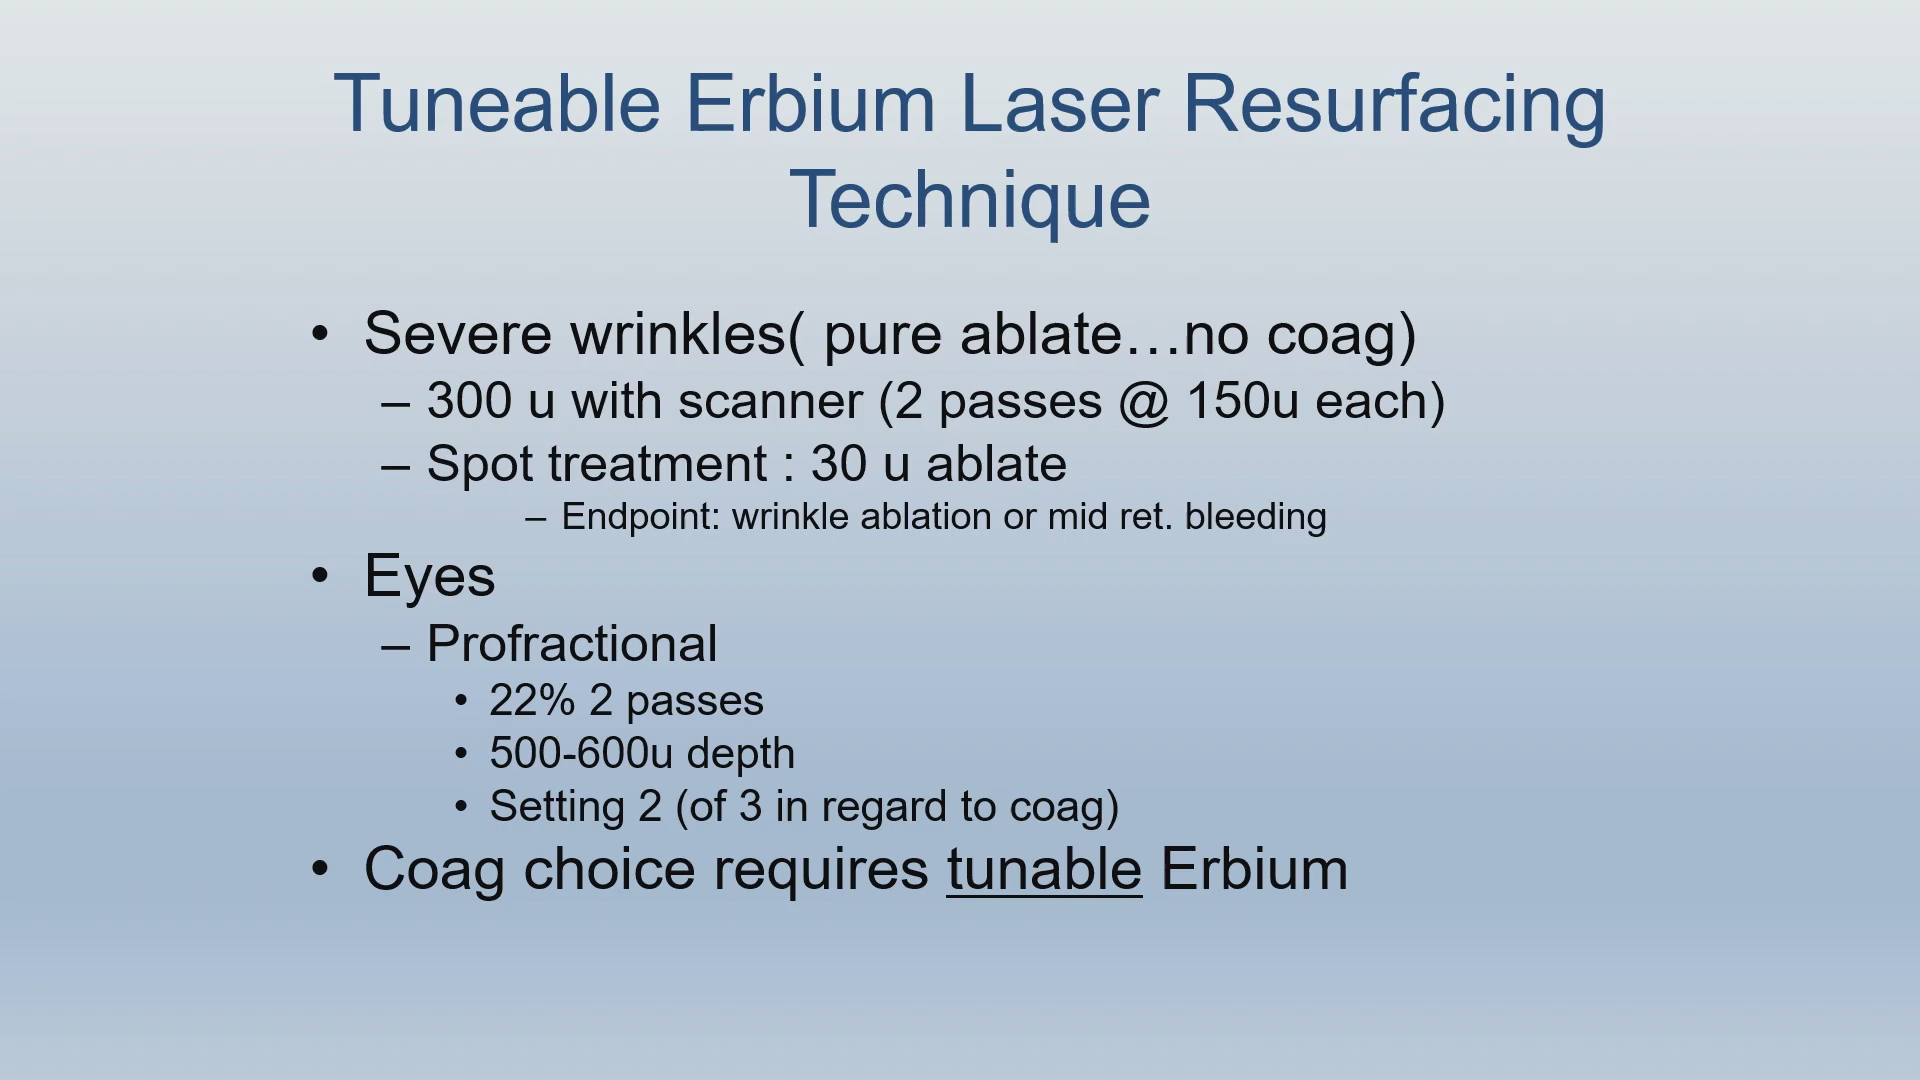 Tuneable Erbium Laser Resurfacing
Technique
• Severe wrinkles( pure ablate…no coag)
– 300 u with scanner (2 passes @ 150u each)
– Spot treatment : 30 u ablate
– Endpoint: wrinkle ablation or mid ret. bleeding
• Eyes
– Profractional
• 22% 2 passes
• 500-600u depth
• Setting 2 (of 3 in regard to coag)
• Coag choice requires tunable Erbium